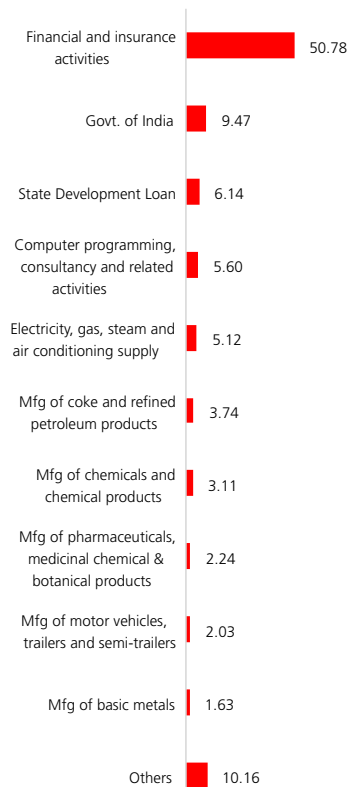 Financial and insurance
activities
50.78
Govt. of India
9.47
State Development Loan
6.14
Computer programming,
consultancy and related
activities
5.60
Electricity, gas, steam and
air conditioning supply
5.12
Mfg of coke and refined
petroleum products
3.74
Mfg of chemicals and
chemical products
3.11
Mfg of pharmaceuticals,
medicinal chemical &
botanical products
2.24
Mfg of motor vehicles,
trailers and semi-trailers
2.03
Mfg of basic metals
1.63
Others
10.16